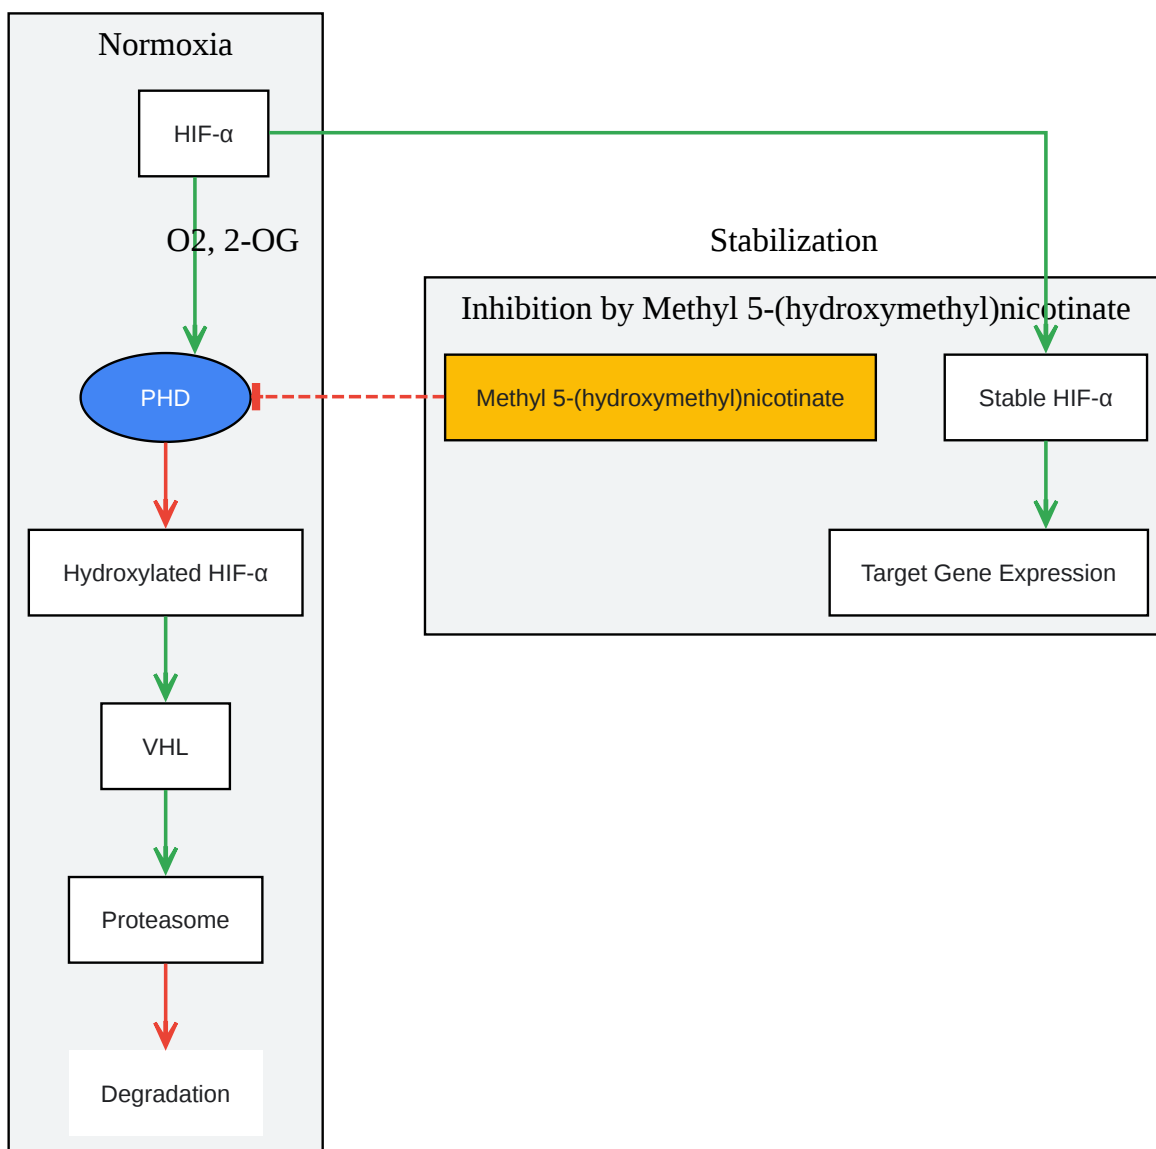 Normoxia
HIF-α
O2, 2-OG
Stabilization
Inhibition by Methyl 5-(hydroxymethyl)nicotinate
PHD
Methyl 5-(hydroxymethyl)nicotinate
Stable HIF-α
Hydroxylated HIF-α
Target Gene Expression
VHL
Proteasome
Degradation